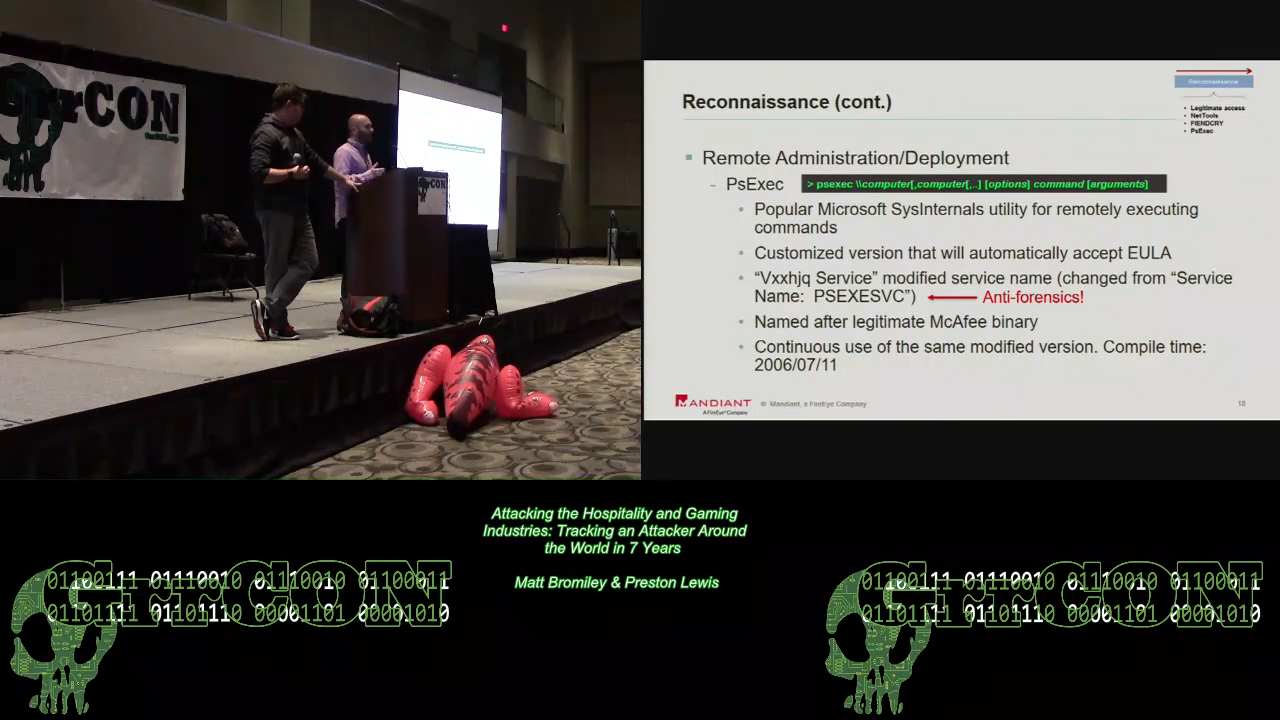 GrrCON
Reconnaissance (cont.)
Reconnaissance
• Legitimate access
• NetTools
• FIENDCRY
• PsExec
Remote Administration/Deployment
- PsExec
> psexec \\computer[,computer[,..] [options] command [arguments]
• Popular Microsoft SysInternals utility for remotely executing
commands
• Customized version that will automatically accept EULA
• “Vxxhjq Service” modified service name (changed from “Service
Name: PSEXESVC”)
Anti-forensics!
• Named after legitimate McAfee binary
• Continuous use of the same modified version. Compile time:
2006/07/11
MANDIANT
A FireEye Company
© Mandiant, a FireEye Company
18
Attacking the Hospitality and Gaming
Industries: Tracking an Attacker Around
the World in 7 Years
Matt Bromiley & Preston Lewis
GrrCON
01100111 01110010 01110010 01100011
01101111 01101110 00001101 00001010
GrrCON
01100111 01110010 01110010 01100011
01101111 01101110 00001101 00001010